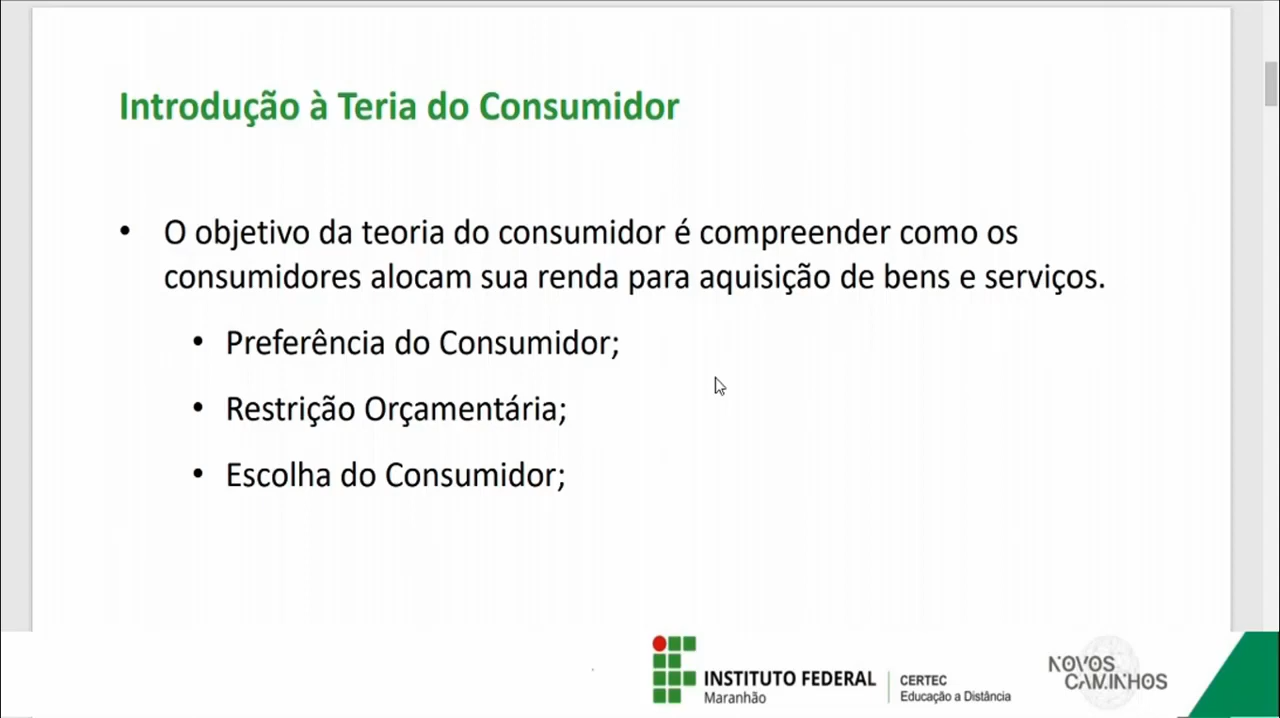 Introdução à Teria do Consumidor
• O objetivo da teoria do consumidor é compreender como os
consumidores alocam sua renda para aquisição de bens e serviços.
• Preferência do Consumidor;
• Restrição Orçamentária;
• Escolha do Consumidor;
INSTITUTO FEDERAL
Maranhão
CERTEC
Educação a Distância
NOVOS
CAMINHOS